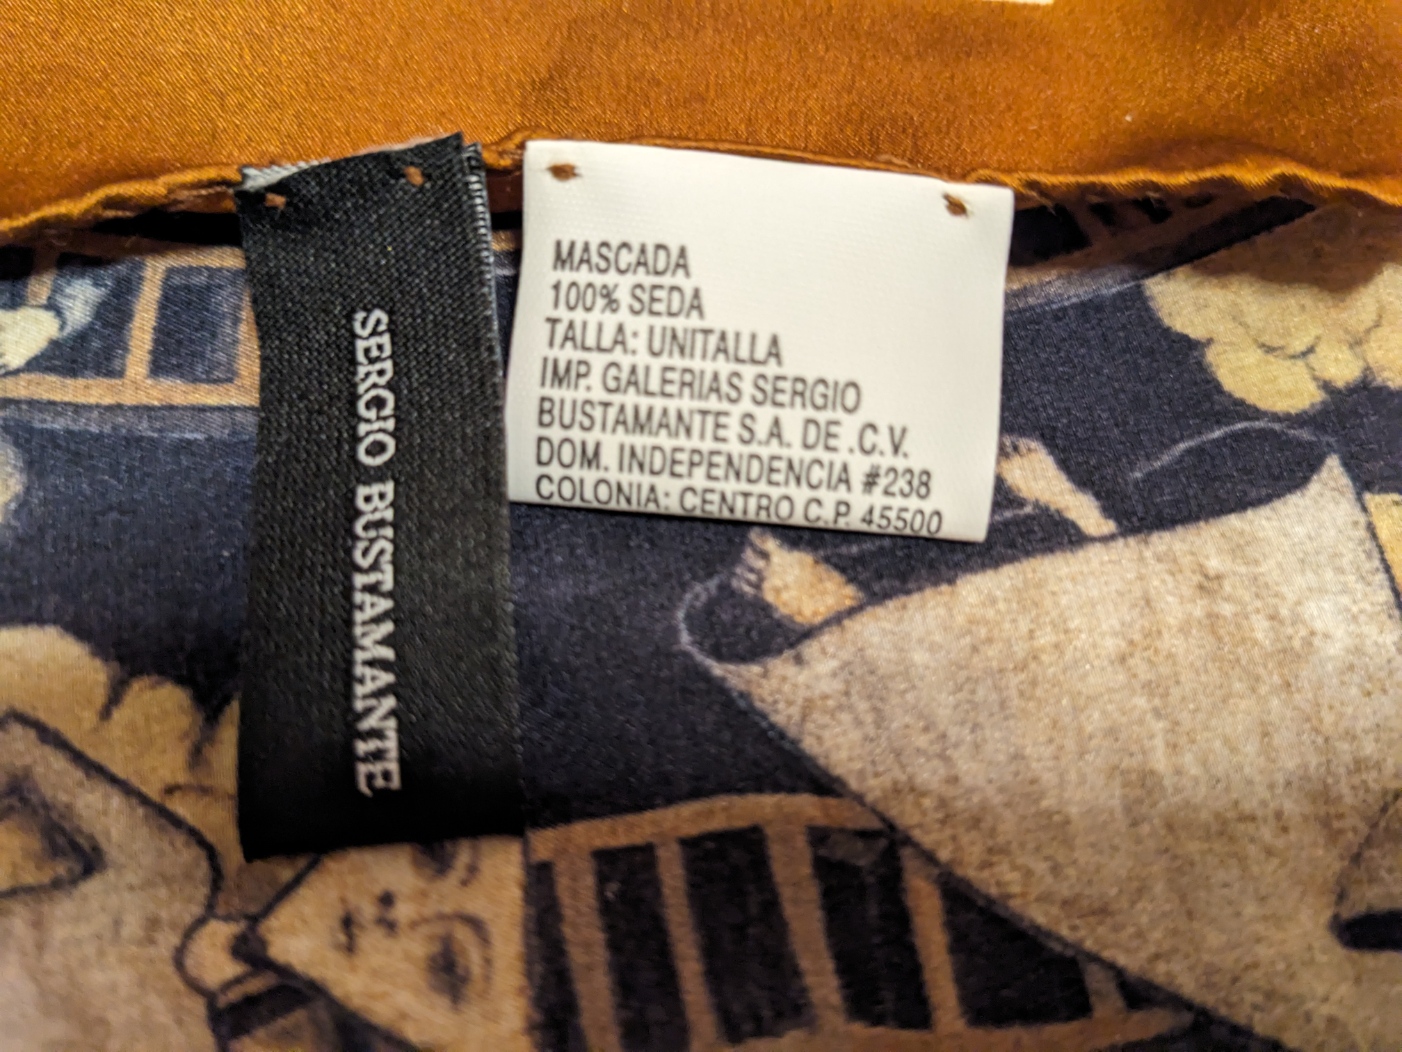 SERGIO BUSTAMANTE
MASCADA
100% SEDA
TALLA: UNITALLA
IMP. GALERIAS SERGIO
BUSTAMANTE S.A. DE .C.V.
DOM. INDEPENDENCIA #238
COLONIA: CENTRO C.P. 45500